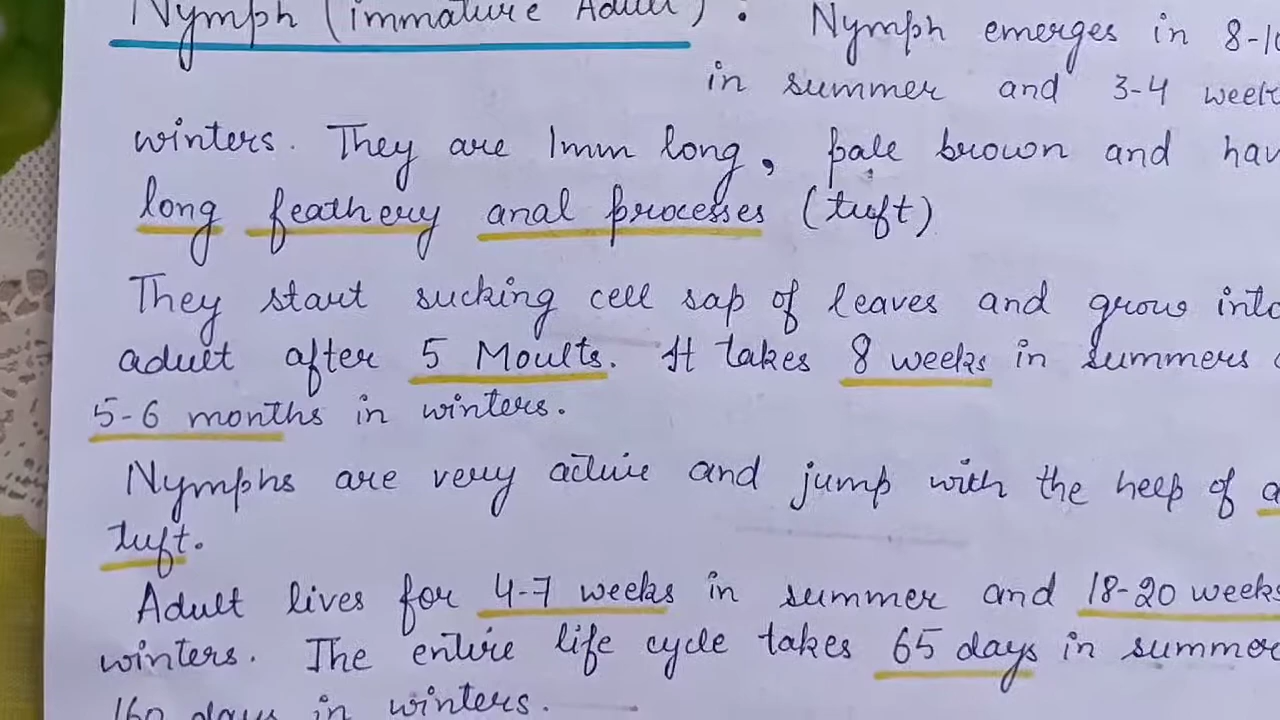 Nymph (immature Adult) : Nymph emerges in 8-10
in summer and 3-4 week
winters. They are 1mm long, pale brown and hav
long feathery anal processes (tuft)
They start sucking cell sap of leaves and grow into
adult after 5 Moults. It takes 8 weeks in summers
5-6 months in winters.
Nymphs are very active and jump with the help of a
tuft.
Adult lives for 4-7 weeks in summer and 18-20 weeks
winters. The entire life cycle takes 65 days in summer
160 days in winters.